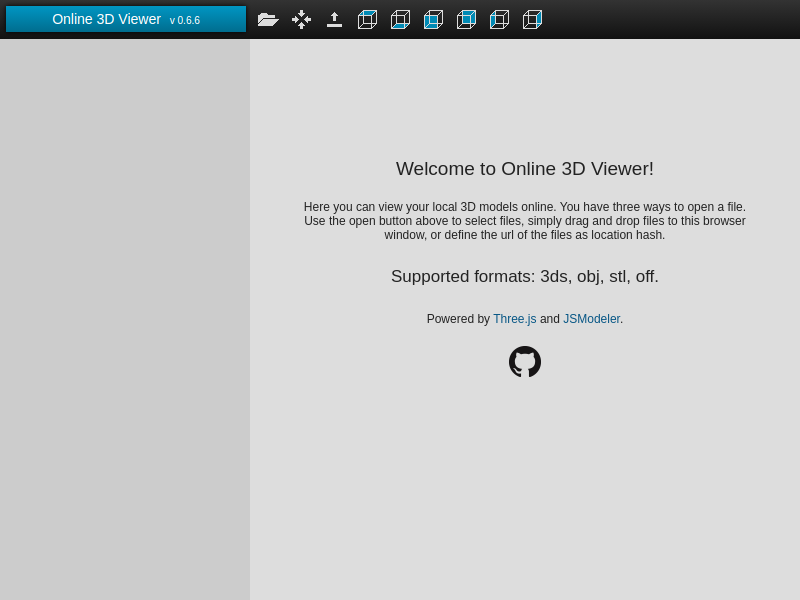 Online 3D Viewer v 0.6.6
Welcome to Online 3D Viewer!
Here you can view your local 3D models online. You have three ways to open a file.
Use the open button above to select files, simply drag and drop files to this browser
window, or define the url of the files as location hash.
Supported formats: 3ds, obj, stl, off.
Powered by Three.js and JSModeler.